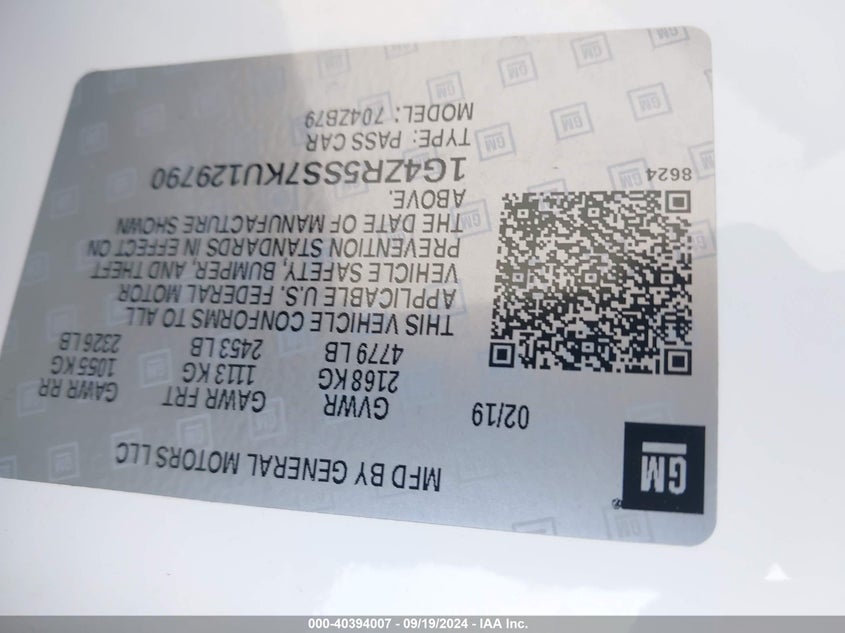 GM
®
MFD BY GENERAL MOTORS LLC
02/19
GVWR GAWR FRT GAWR RR
2168 KG 1113 KG 1055 KG
4779 LB 2453 LB 2326 LB
THIS VEHICLE CONFORMS TO ALL
APPLICABLE U.S. FEDERAL MOTOR
VEHICLE SAFETY, BUMPER, AND THEFT
PREVENTION STANDARDS IN EFFECT ON
THE DATE OF MANUFACTURE SHOWN
ABOVE.
8624
1G4ZR5SS7KU129790
TYPE: PASS CAR
MODEL: 704ZB79
000-40394007 - 09/19/2024 - IAA Inc.